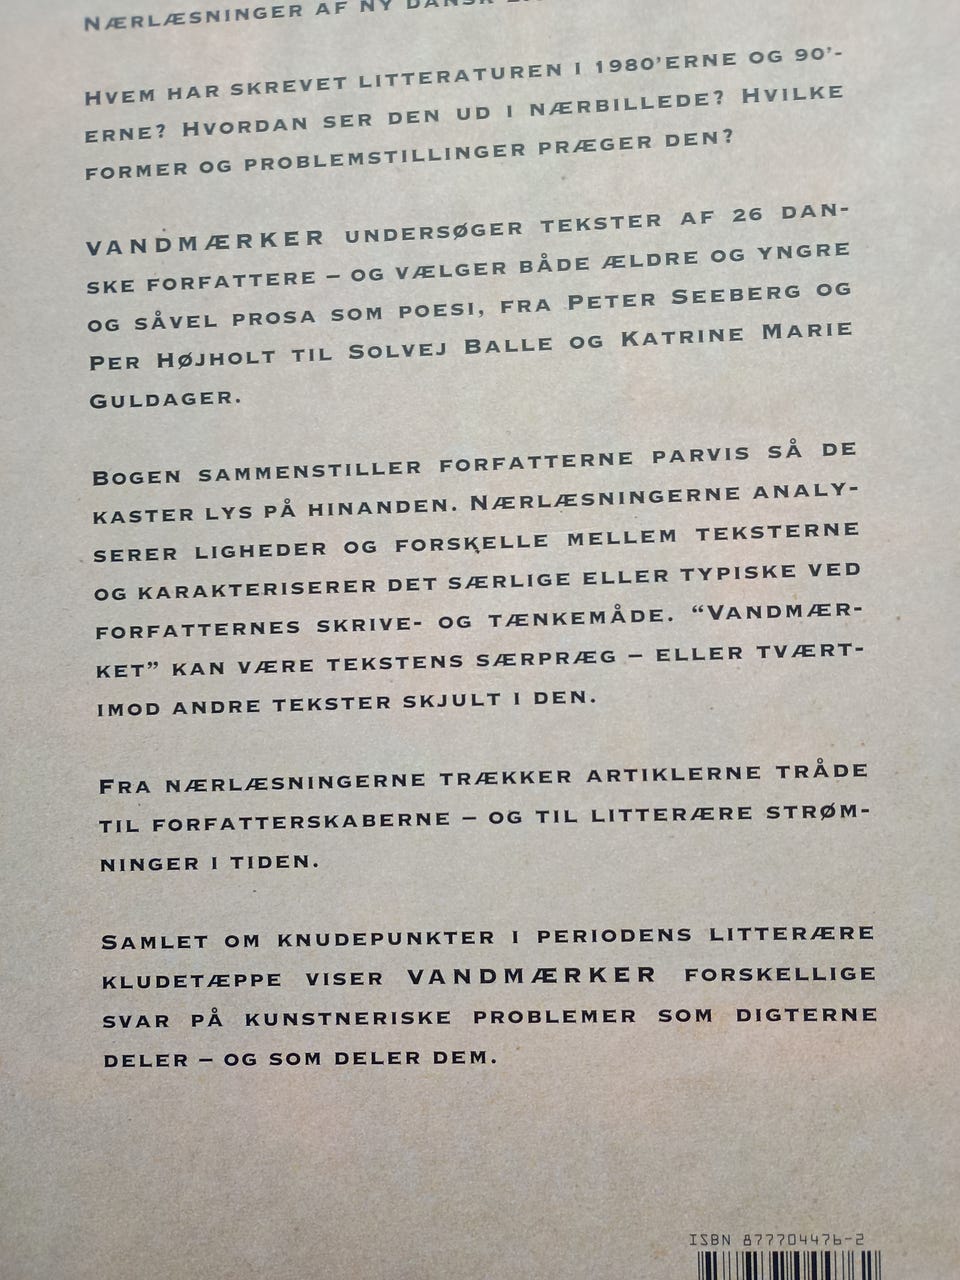 Nærlæsninger af ny dansk
Hvem har skrevet litteraturen i 1980'erne og 90'-
erne? Hvordan ser den ud i nærbillede? Hvilke
former og problemstillinger præger den?
VANDMÆRKER undersøger tekster af 26 dan-
ske forfattere – og vælger både ældre og yngre
og såvel prosa som poesi, fra Peter Seeberg og
Per Højholt til Solvej Balle og Katrine Marie
Guldager.
Bogen sammenstiller forfatterne parvis så de
kaster lys på hinanden. Nærlæsningerne analy-
serer ligheder og forskelle mellem teksterne
og karakteriserer det særlige eller typiske ved
forfatternes skrive- og tænkemåde. “Vandmær-
ket” kan være tekstens særpræg – eller tvært-
imod andre tekster skjult i den.
Fra nærlæsningerne trækker artiklerne tråde
til forfatterskaberne – og til litterære strøm-
ninger i tiden.
Samlet om knudepunkter i periodens litterære
kludetæppe viser VANDMÆRKER forskellige
svar på kunstneriske problemer som digterne
deler – og som deler dem.
ISBN 877704476-2